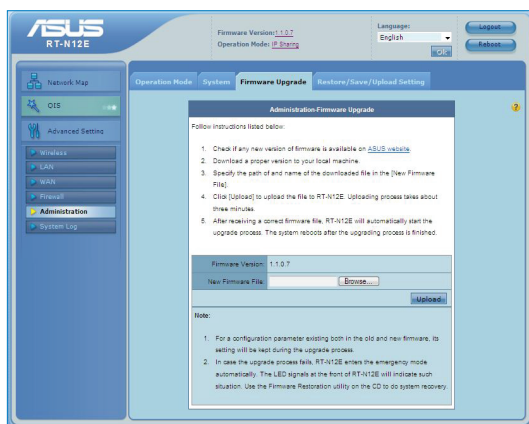 ASUS
RT-N12E
Firmware Version:1.1.0.7
Operation Mode: IP Sharing
Language:
English
OK
Logout
Reboot
Network Map
OIS
Advanced Setting
Wireless
LAN
WAN
Firewall
Administration
System Log
Operation Mode System Firmware Upgrade Restore/Save/Upload Setting
Administration-Firmware Upgrade
Follow instructions listed below:
1. Check if any new version of firmware is available on ASUS website.
2. Download a proper version to your local machine.
3. Specify the path of and name of the downloaded file in the [New Firmware
File].
4. Click [Upload] to upload the file to RT-N12E. Uploading process takes about
three minutes.
5. After receiving a correct firmware file, RT-N12E will automatically start the
upgrade process. The system reboots after the upgrading process is finished.
Firmware Version: 1.1.0.7
New Firmware File: Browse...
Upload
Note:
1. For a configuration parameter existing both in the old and new firmware, its
setting will be kept during the upgrade process.
2. In case the upgrade process fails, RT-N12E enters the emergency mode
automatically. The LED signals at the front of RT-N12E will indicate such
situation. Use the Firmware Restoration utility on the CD to do system recovery.